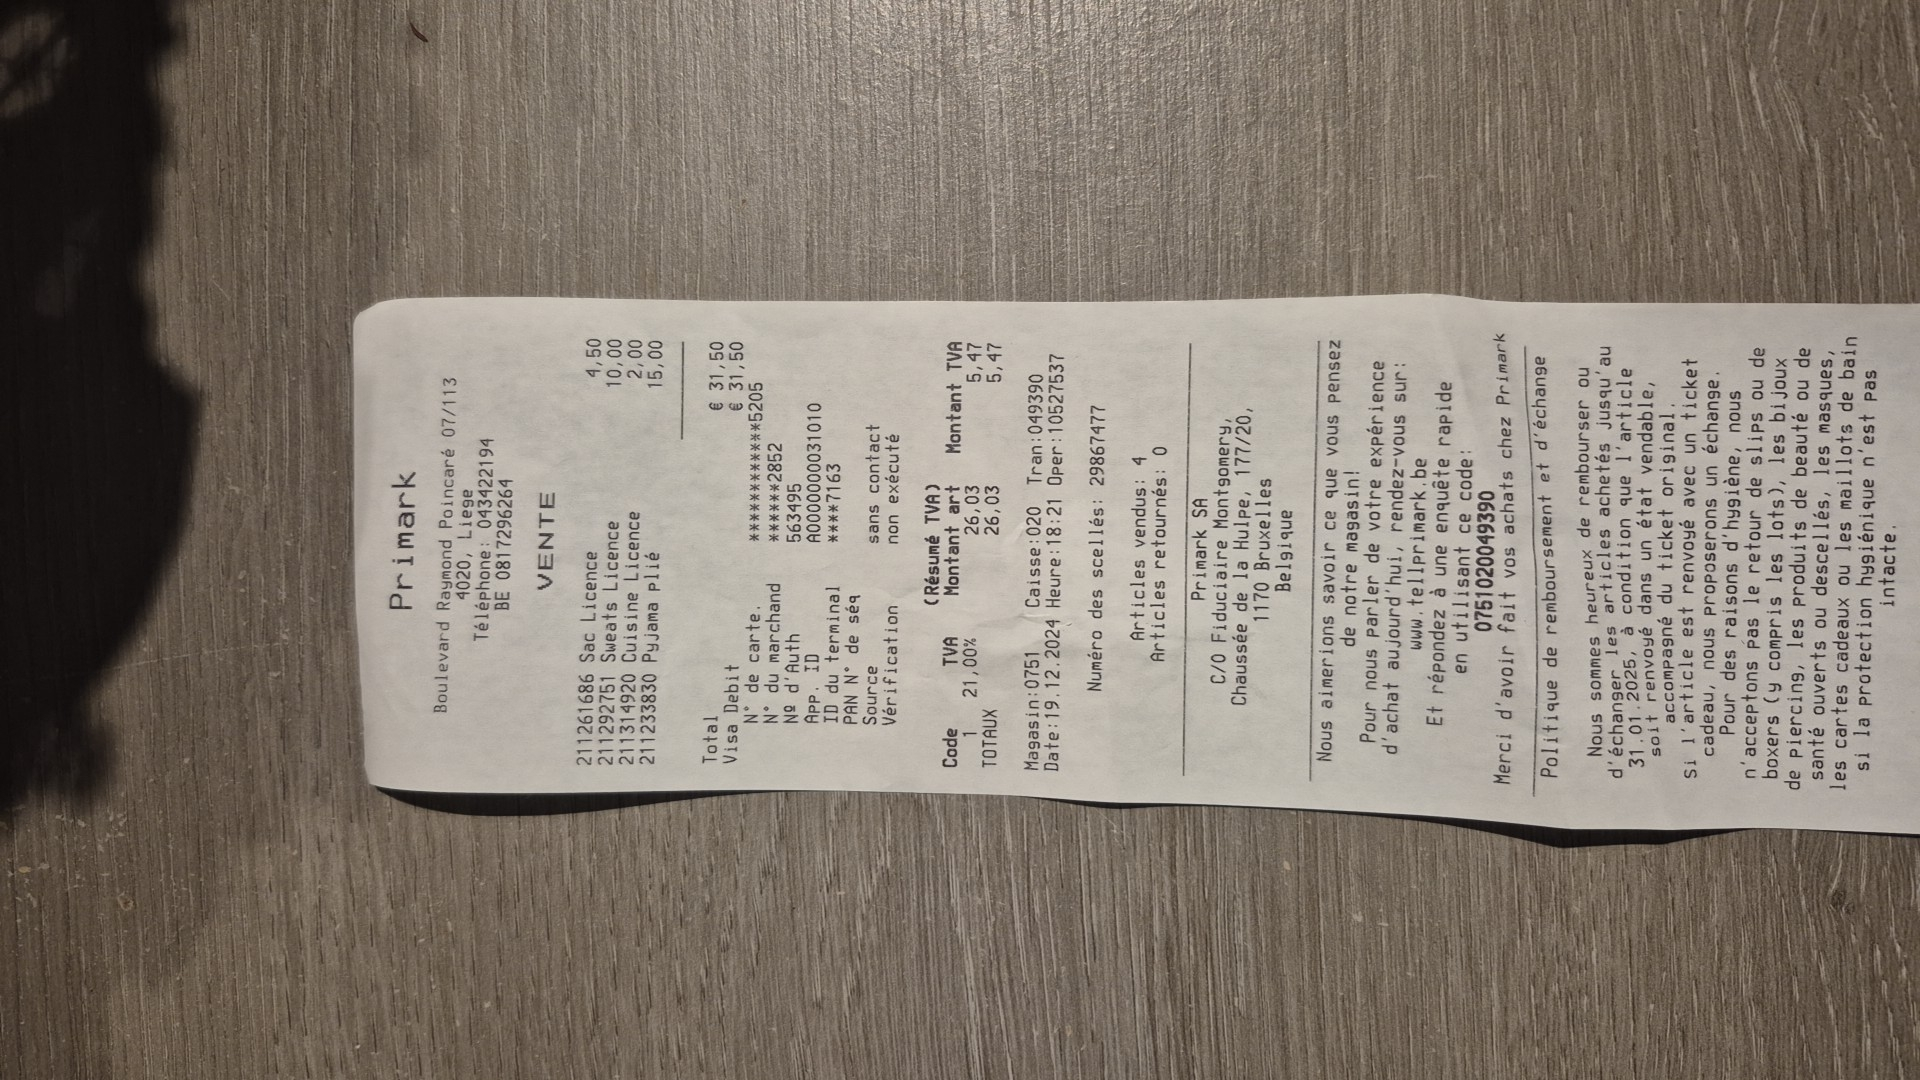 Primark
Boulevard Raymond Poincaré 07/113
4020, Liege
Téléphone: 043422194
BE 0817296264
VENTE
211261686 Sac Licence 4,50
211292751 Sweats Licence 10,00
211314920 Cuisine Licence 2,00
211233830 Pyjama plié 15,00
Total € 31,50
Visa Debit € 31,50
N° de carte. ************5205
N° du marchand ******2852
Nº d'Auth 563495
App. ID A0000000031010
ID du terminal ****7163
PAN N° de séq
Source sans contact
Vérification non exécuté
(Résumé TVA)
Code TVA Montant art Montant TVA
1 21,00% 26,03 5,47
TOTAUX 26,03 5,47
Magasin:0751 Caisse:020 Tran:049390
Date:19.12.2024 Heure:18:21 Oper:10527537
Numéro des scellés: 29867477
Articles vendus: 4
Articles retournés: 0
Primark SA
C/O Fiduciaire Montgomery,
Chaussée de la Hulpe, 177/20,
1170 Bruxelles
Belgique
Nous aimerions savoir ce que vous pensez
de notre magasin!
Pour nous parler de votre expérience
d'achat aujourd'hui, rendez-vous sur:
www.tellprimark.be
Et répondez à une enquête rapide
en utilisant ce code:
0751020049390
Merci d'avoir fait vos achats chez Primark
Politique de remboursement et d'échange
Nous sommes heureux de rembourser ou
d'échanger les articles achetés jusqu'au
31.01.2025, à condition que l'article
soit renvoyé dans un état vendable,
accompagné du ticket original.
Si l'article est renvoyé avec un ticket
cadeau, nous proposerons un échange.
Pour des raisons d'hygiène, nous
n'acceptons pas le retour de slips ou de
boxers (y compris les lots), les bijoux
de piercing, les produits de beauté ou de
santé ouverts ou descellés, les masques,
les cartes cadeaux ou les maillots de bain
si la protection hygiénique n'est pas
intacte.